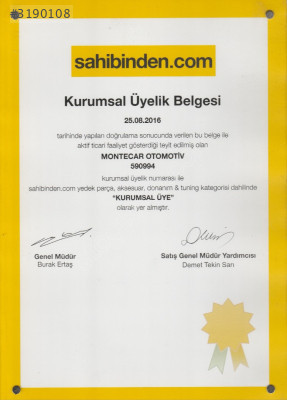 #3190108
sahibinden.com
Kurumsal Üyelik Belgesi
25.08.2016
tarihinde yapılan doğrulama sonucunda verilen bu belge ile
aktif ticari faaliyet gösterdiği teyit edilmiş olan
MONTECAR OTOMOTİV
590994
kurumsal üyelik numarası ile
sahibinden.com yedek parça, aksesuar, donanım & tuning kategorisi dahilinde
"KURUMSAL ÜYE"
olarak yer almıştır.
Genel Müdür
Burak Ertaş
Satış Genel Müdür Yardımcısı
Demet Tekin Sarı